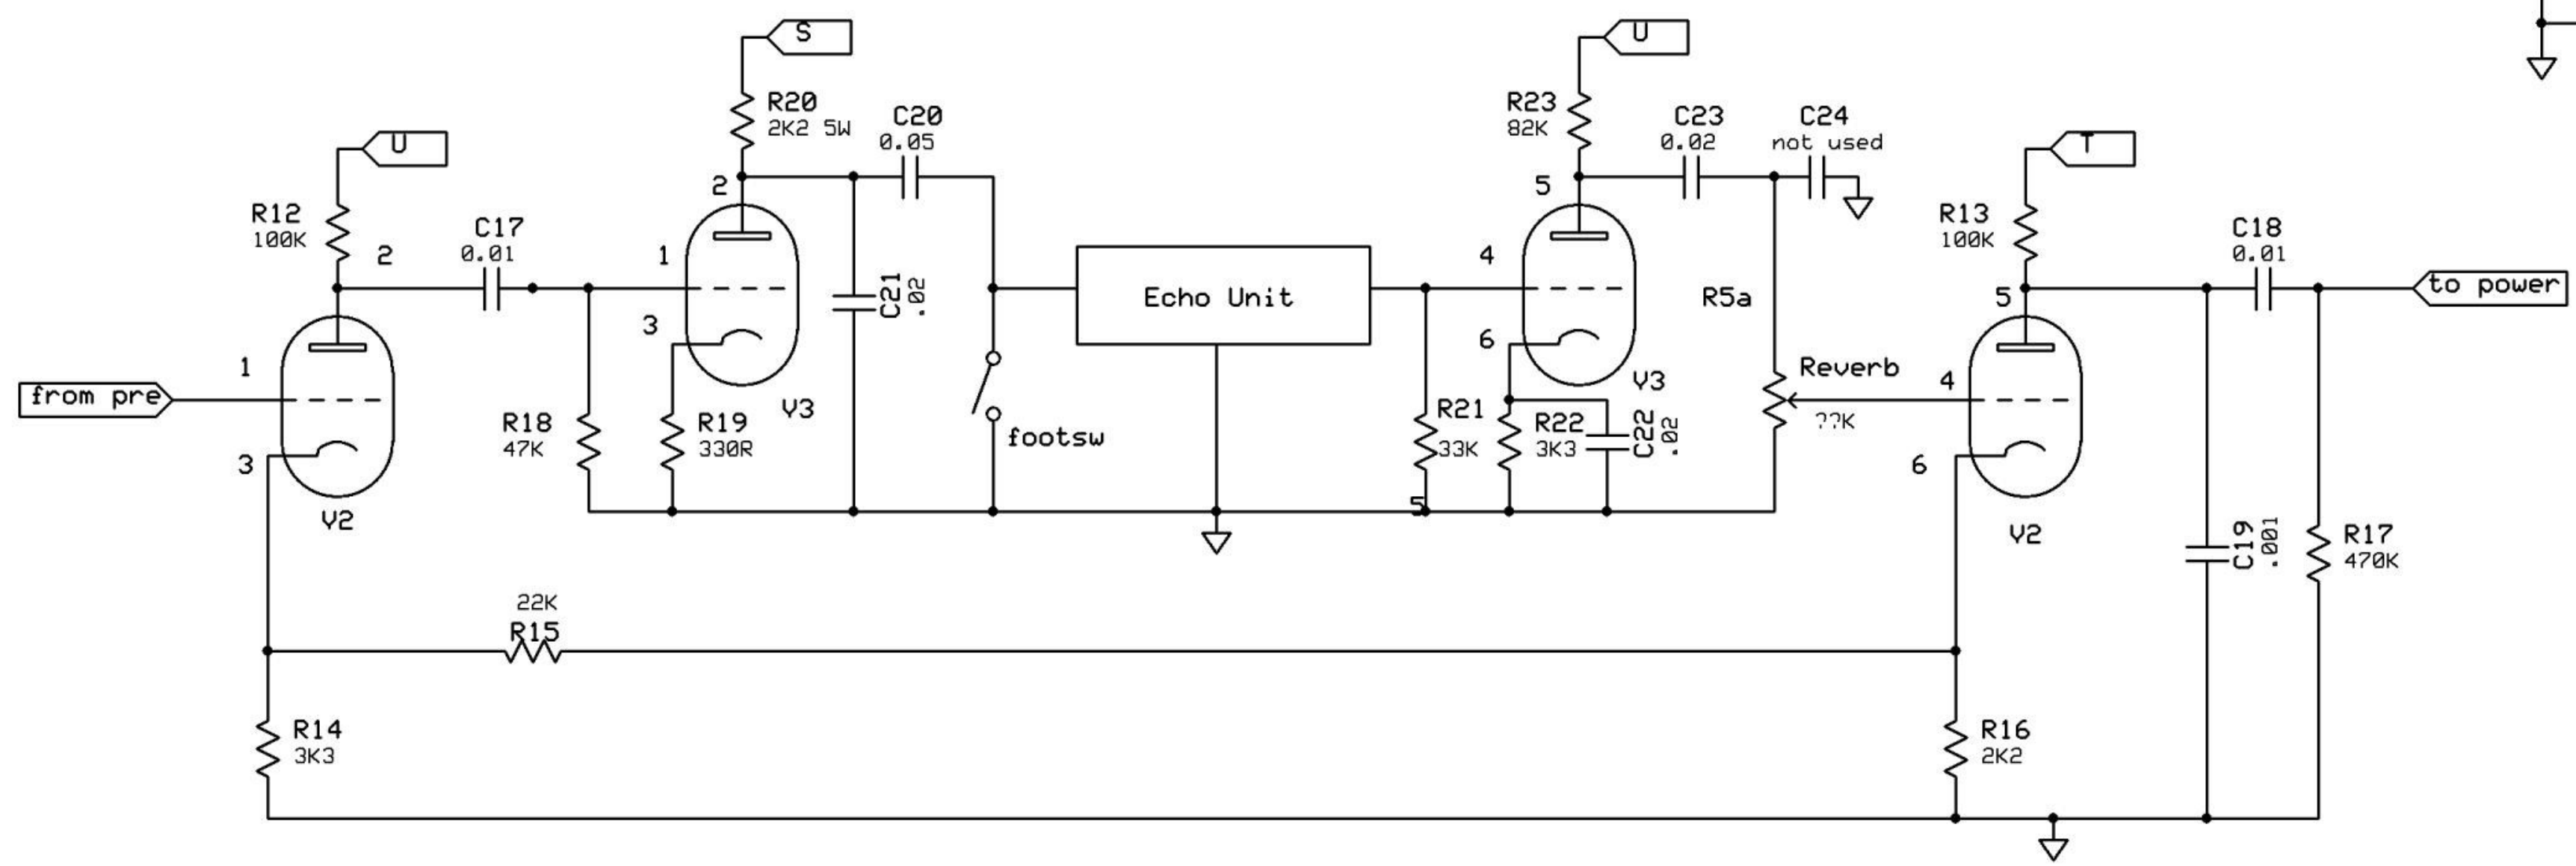 S
U
R20
2K2 5W
C20
0.05
R23
82K
C23
0.02
C24
not used
U
T
2
5
R12
100K
C17
0.01
2
1
3
C21
.02
Echo Unit
4
6
R5a
R13
100K
C18
0.01
5
to power
1
from pre
3
V2
R18
47K
R19
330R
V3
footsw
R21
33K
5
R22
3K3
C22
.02
V3
Reverb
??K
4
6
V2
C19
.001
R17
470K
22K
R15
R14
3K3
R16
2K2